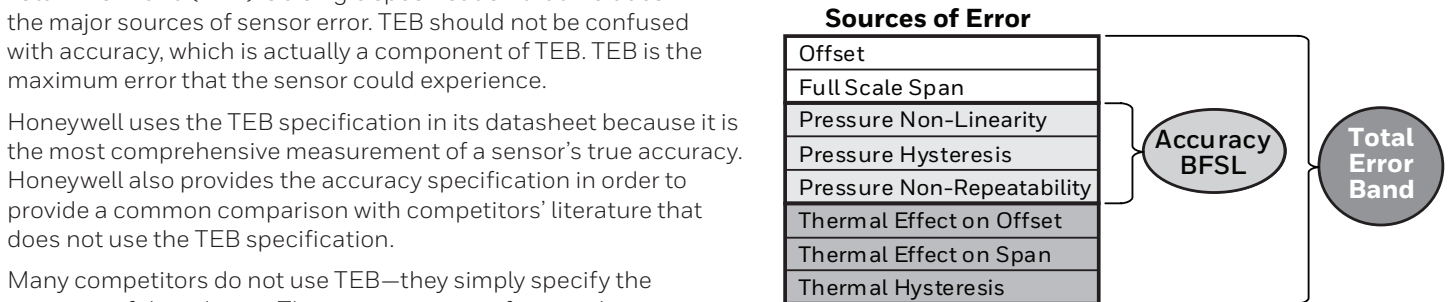 the major sources of sensor error. TEB should not be confused
with accuracy, which is actually a component of TEB. TEB is the
maximum error that the sensor could experience.
Honeywell uses the TEB specification in its datasheet because it is
the most comprehensive measurement of a sensor's true accuracy.
Honeywell also provides the accuracy specification in order to
provide a common comparison with competitors' literature that
does not use the TEB specification.
Many competitors do not use TEB—they simply specify the
Sources of Error
Offset
Full Scale Span
Pressure Non-Linearity
Pressure Hysteresis
Pressure Non-Repeatability
Thermal Effect on Offset
Thermal Effect on Span
Thermal Hysteresis
Accuracy
BFSL
Total
Error
Band